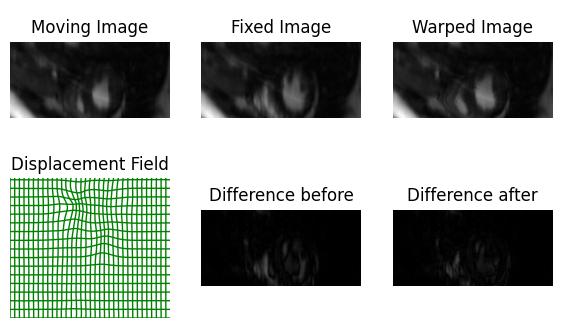 Moving Image
Fixed Image
Warped Image
Displacement Field
Difference before
Difference after